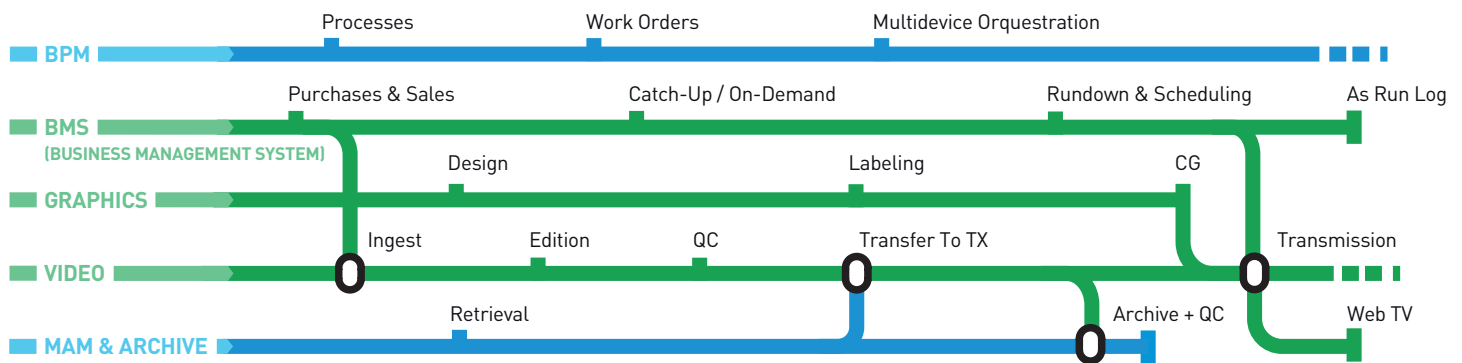 Processes Work Orders Multidevice Orquestration
BPM
Purchases & Sales Catch-Up / On-Demand Rundown & Scheduling As Run Log
BMS
(BUSINESS MANAGEMENT SYSTEM)
Design Labeling CG
GRAPHICS
Ingest Edition QC Transfer To TX Transmission
VIDEO
Retrieval Archive + QC Web TV
MAM & ARCHIVE